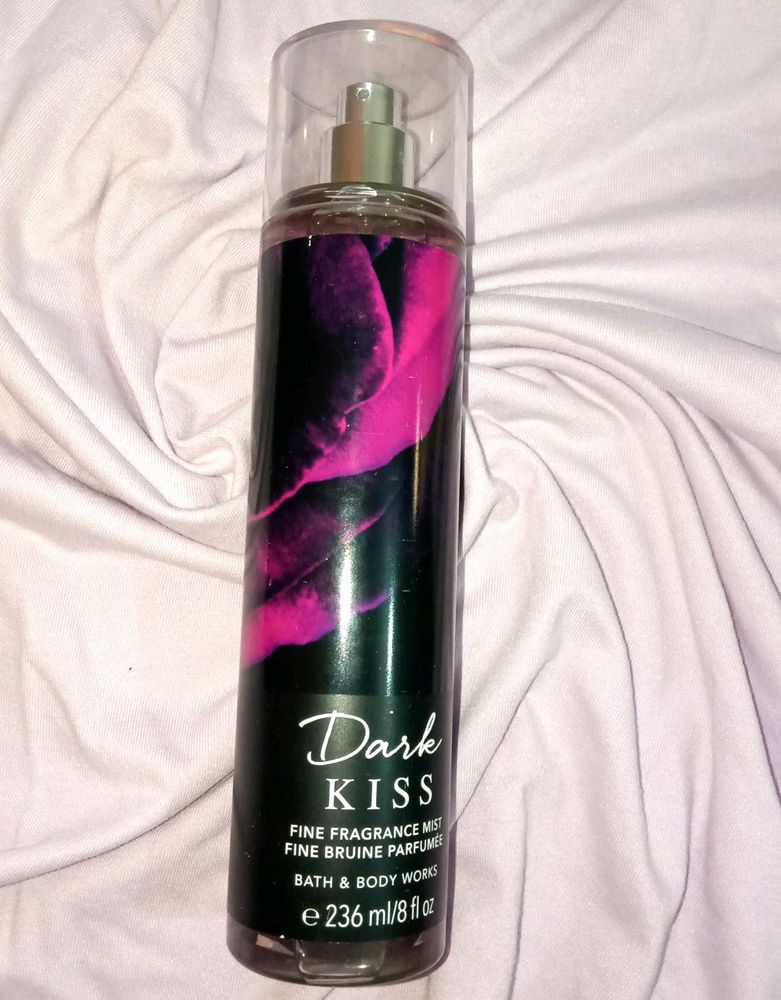 Dark
KISS
FINE FRAGRANCE MIST
FINE BRUINE PARFUMÉE
BATH & BODY WORKS
℮ 236 ml/8 fl oz